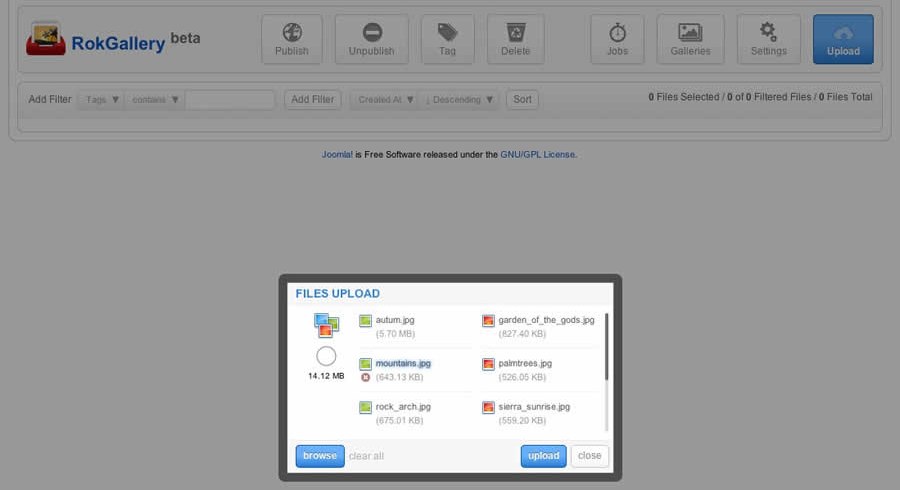 RokGallery beta
Publish Unpublish Tag Delete Jobs Galleries Settings Upload
Add Filter Tags ▼ contains ▼ Add Filter Created At ▼ ↓ Descending ▼ Sort 0 Files Selected / 0 of 0 Filtered Files / 0 Files Total
Joomla! is Free Software released under the GNU/GPL License.
FILES UPLOAD
14.12 MB
autum.jpg
(5.70 MB)
garden_of_the_gods.jpg
(827.40 KB)
mountains.jpg
(643.13 KB)
palmtrees.jpg
(526.05 KB)
rock_arch.jpg
(675.01 KB)
sierra_sunrise.jpg
(559.20 KB)
browse clear all upload close